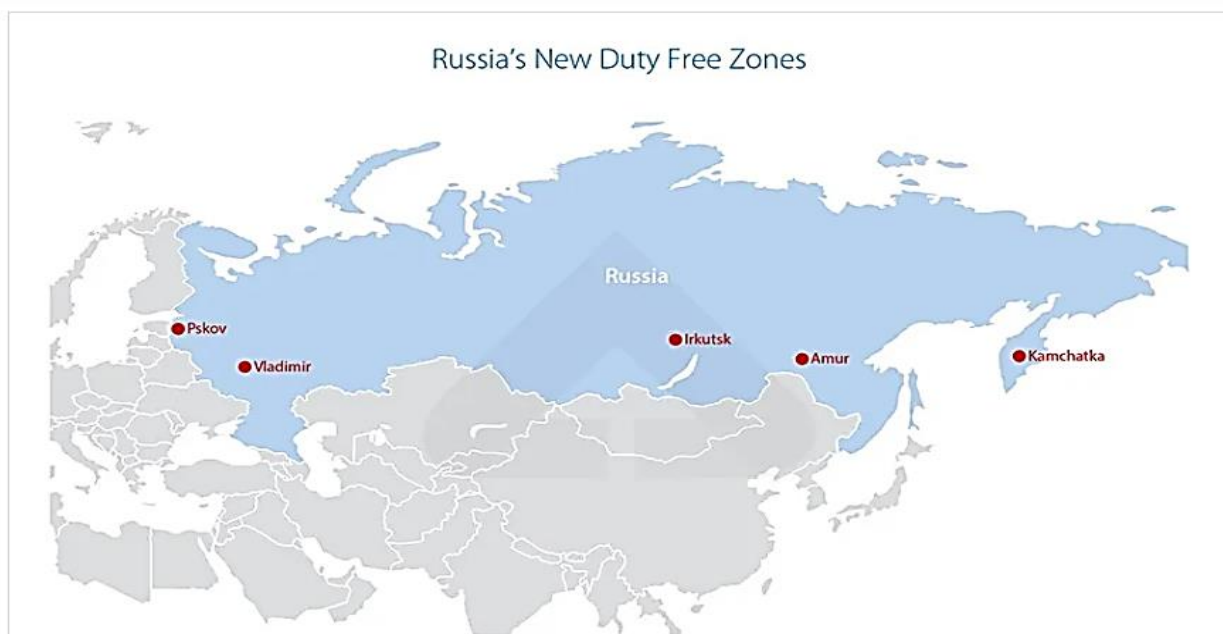 Russia's New Duty Free Zones
Russia
Pskov
Irkutsk
Kamchatka
Amur
Vladimir